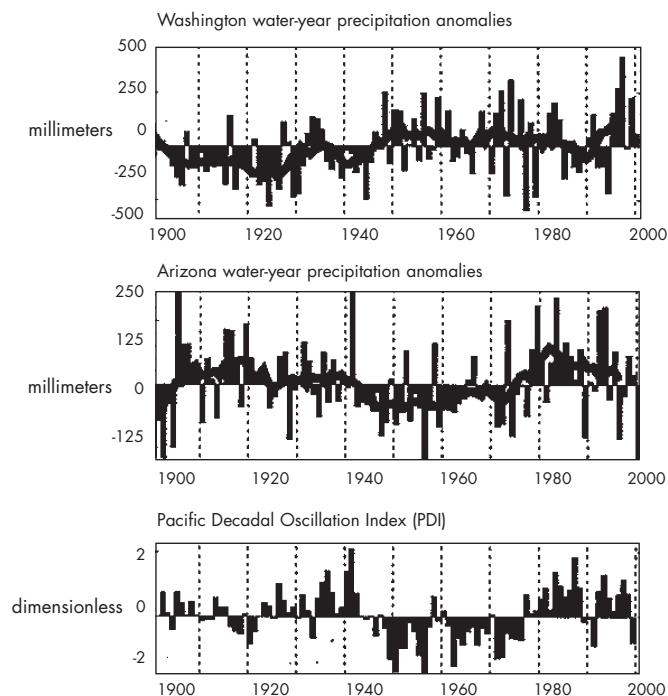 Washington water-year precipitation anomalies
500
250
millimeters 0
-250
-500
1900 1920 1940 1960 1980 2000
Arizona water-year precipitation anomalies
250
125
millimeters 0
-125
1900 1920 1940 1960 1980 2000
Pacific Decadal Oscillation Index (PDI)
2
dimensionless 0
-2
1900 1920 1940 1960 1980 2000